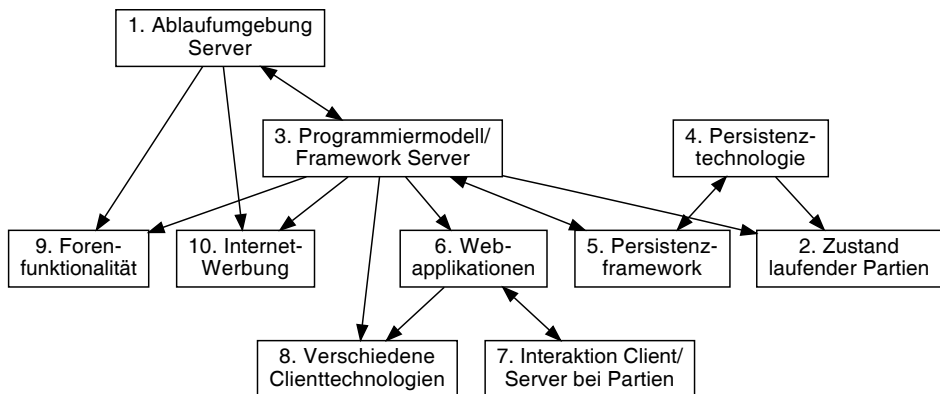 1. Ablaufumgebung
Server
3. Programmiermodell/
Framework Server
4. Persistenz-
technologie
9. Foren-
funktionalität
10. Internet-
Werbung
6. Web-
applikationen
5. Persistenz-
framework
2. Zustand
laufender Partien
8. Verschiedene
Clienttechnologien
7. Interaktion Client/
Server bei Partien